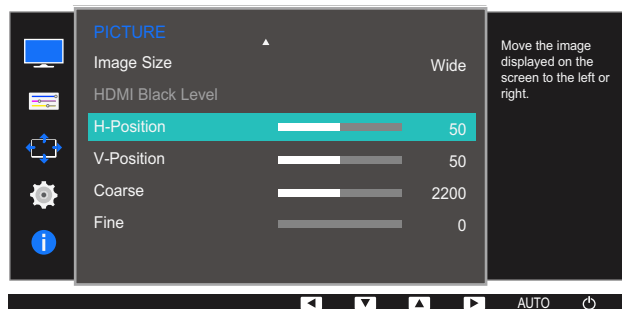 PICTURE
Image Size Wide
HDMI Black Level
H-Position 50
V-Position 50
Coarse 2200
Fine 0
Move the image
displayed on the
screen to the left or
right.
AUTO